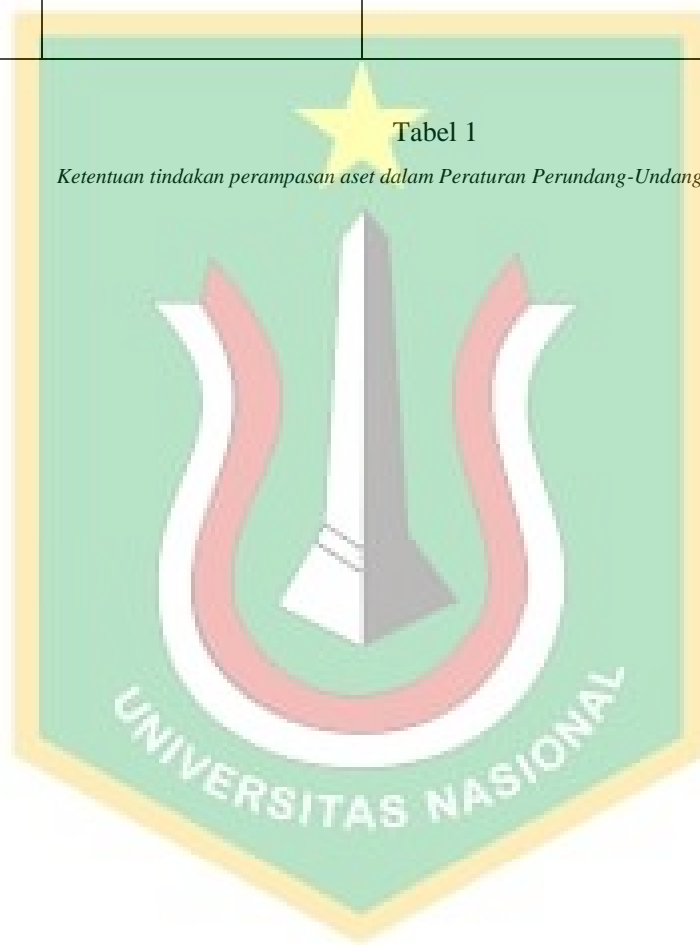 Tabel 1
Ketentuan tindakan perampasan aset dalam Peraturan Perundang-Undang
UNIVERSITAS NASIONAL